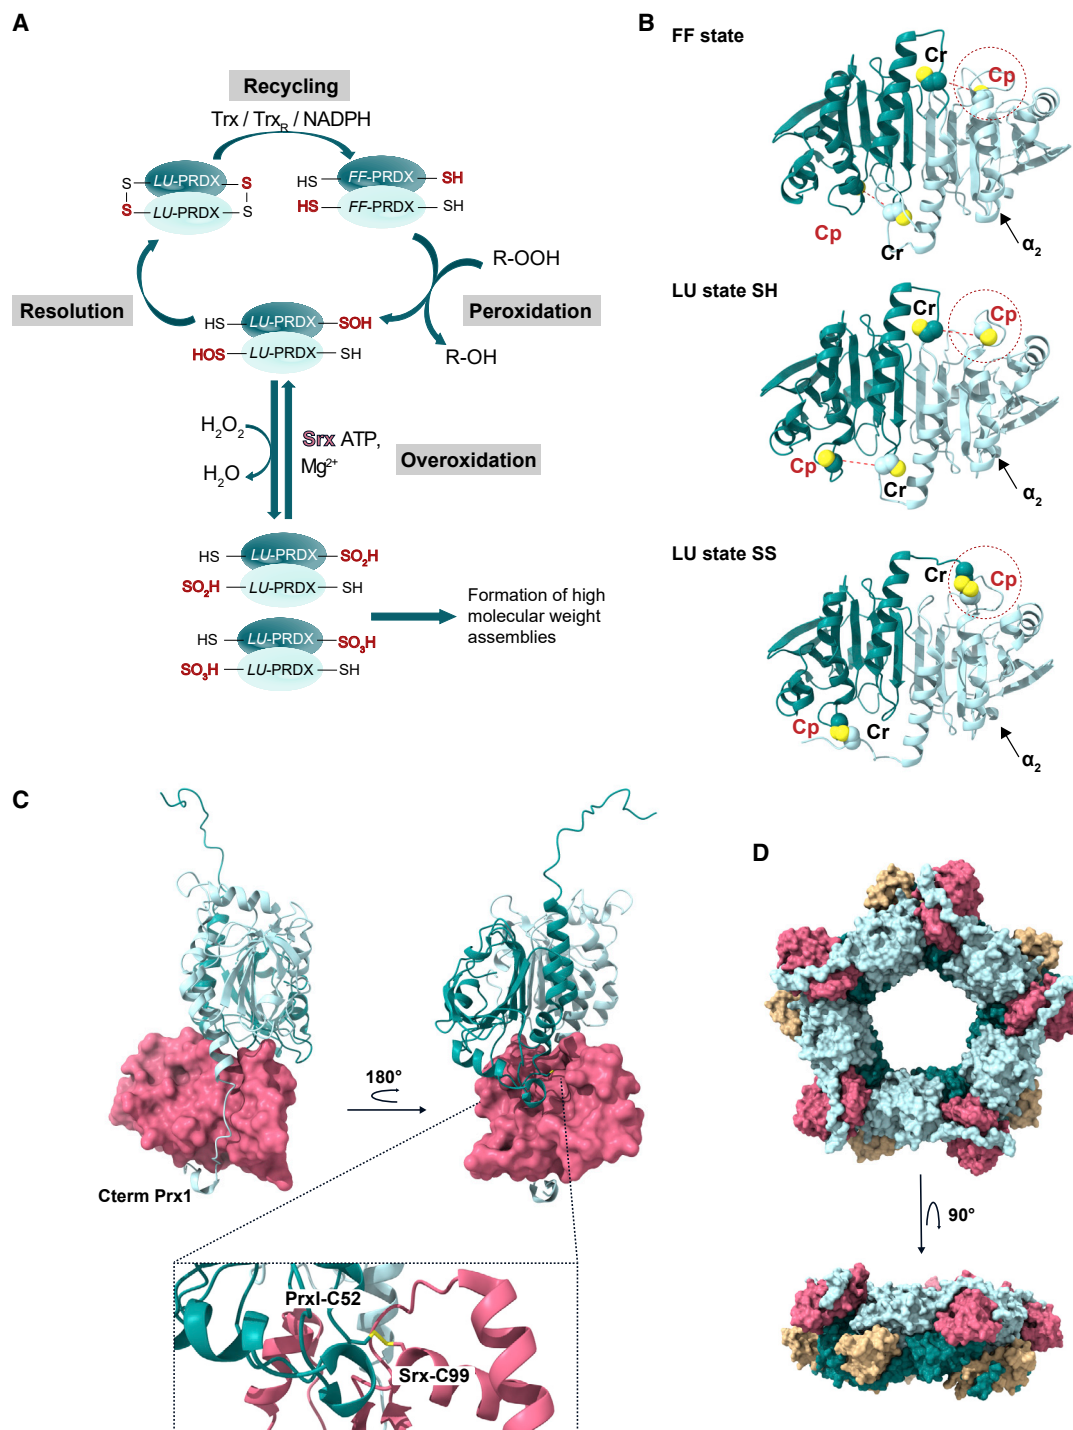 A
Recycling
Trx / TrxR / NADPH
S LU-PRDX S
S LU-PRDX S
HS FF-PRDX SH
HS FF-PRDX SH
R-OOH
Resolution
Peroxidation
HS LU-PRDX SOH
HOS LU-PRDX SH
R-OH
H2O2
H2O
Srx ATP,
Mg2+
Overoxidation
HS LU-PRDX SO2H
SO2H LU-PRDX SH
HS LU-PRDX SO3H
SO3H LU-PRDX SH
Formation of high
molecular weight
assemblies
B
FF state
Cr
Cp
Cp
Cr
α2
LU state SH
Cr
Cp
Cp
Cr
α2
LU state SS
Cr
Cp
Cp
Cr
α2
C
180°
Cterm Prx1
PrxI-C52
Srx-C99
D
90°